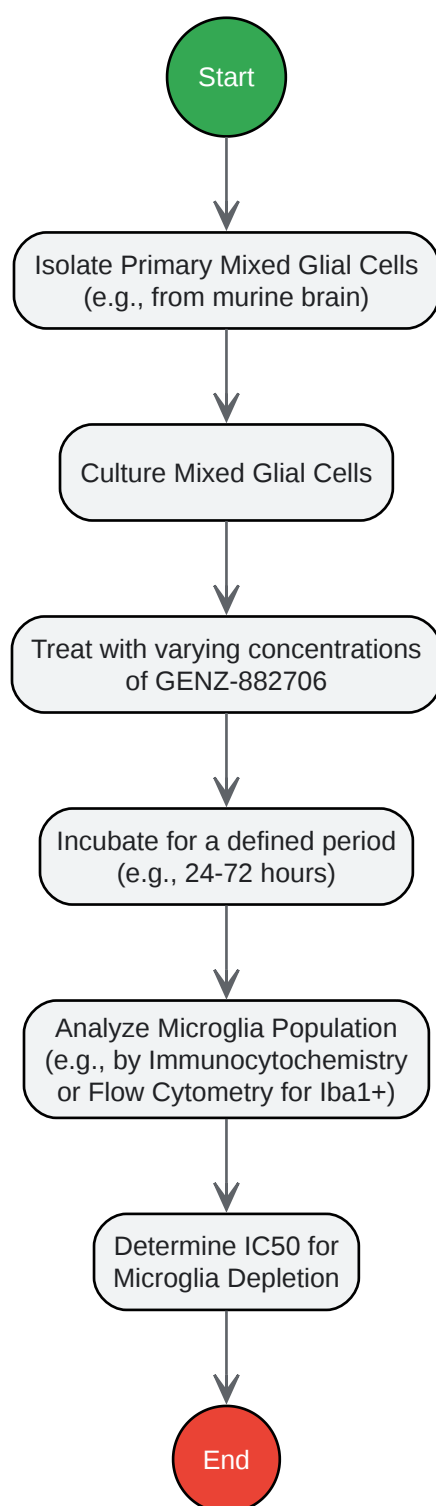 Start
Isolate Primary Mixed Glial Cells
(e.g., from murine brain)
Culture Mixed Glial Cells
Treat with varying concentrations
of GENZ-882706
Incubate for a defined period
(e.g., 24-72 hours)
Analyze Microglia Population
(e.g., by Immunocytochemistry
or Flow Cytometry for Iba1+)
Determine IC50 for
Microglia Depletion
End